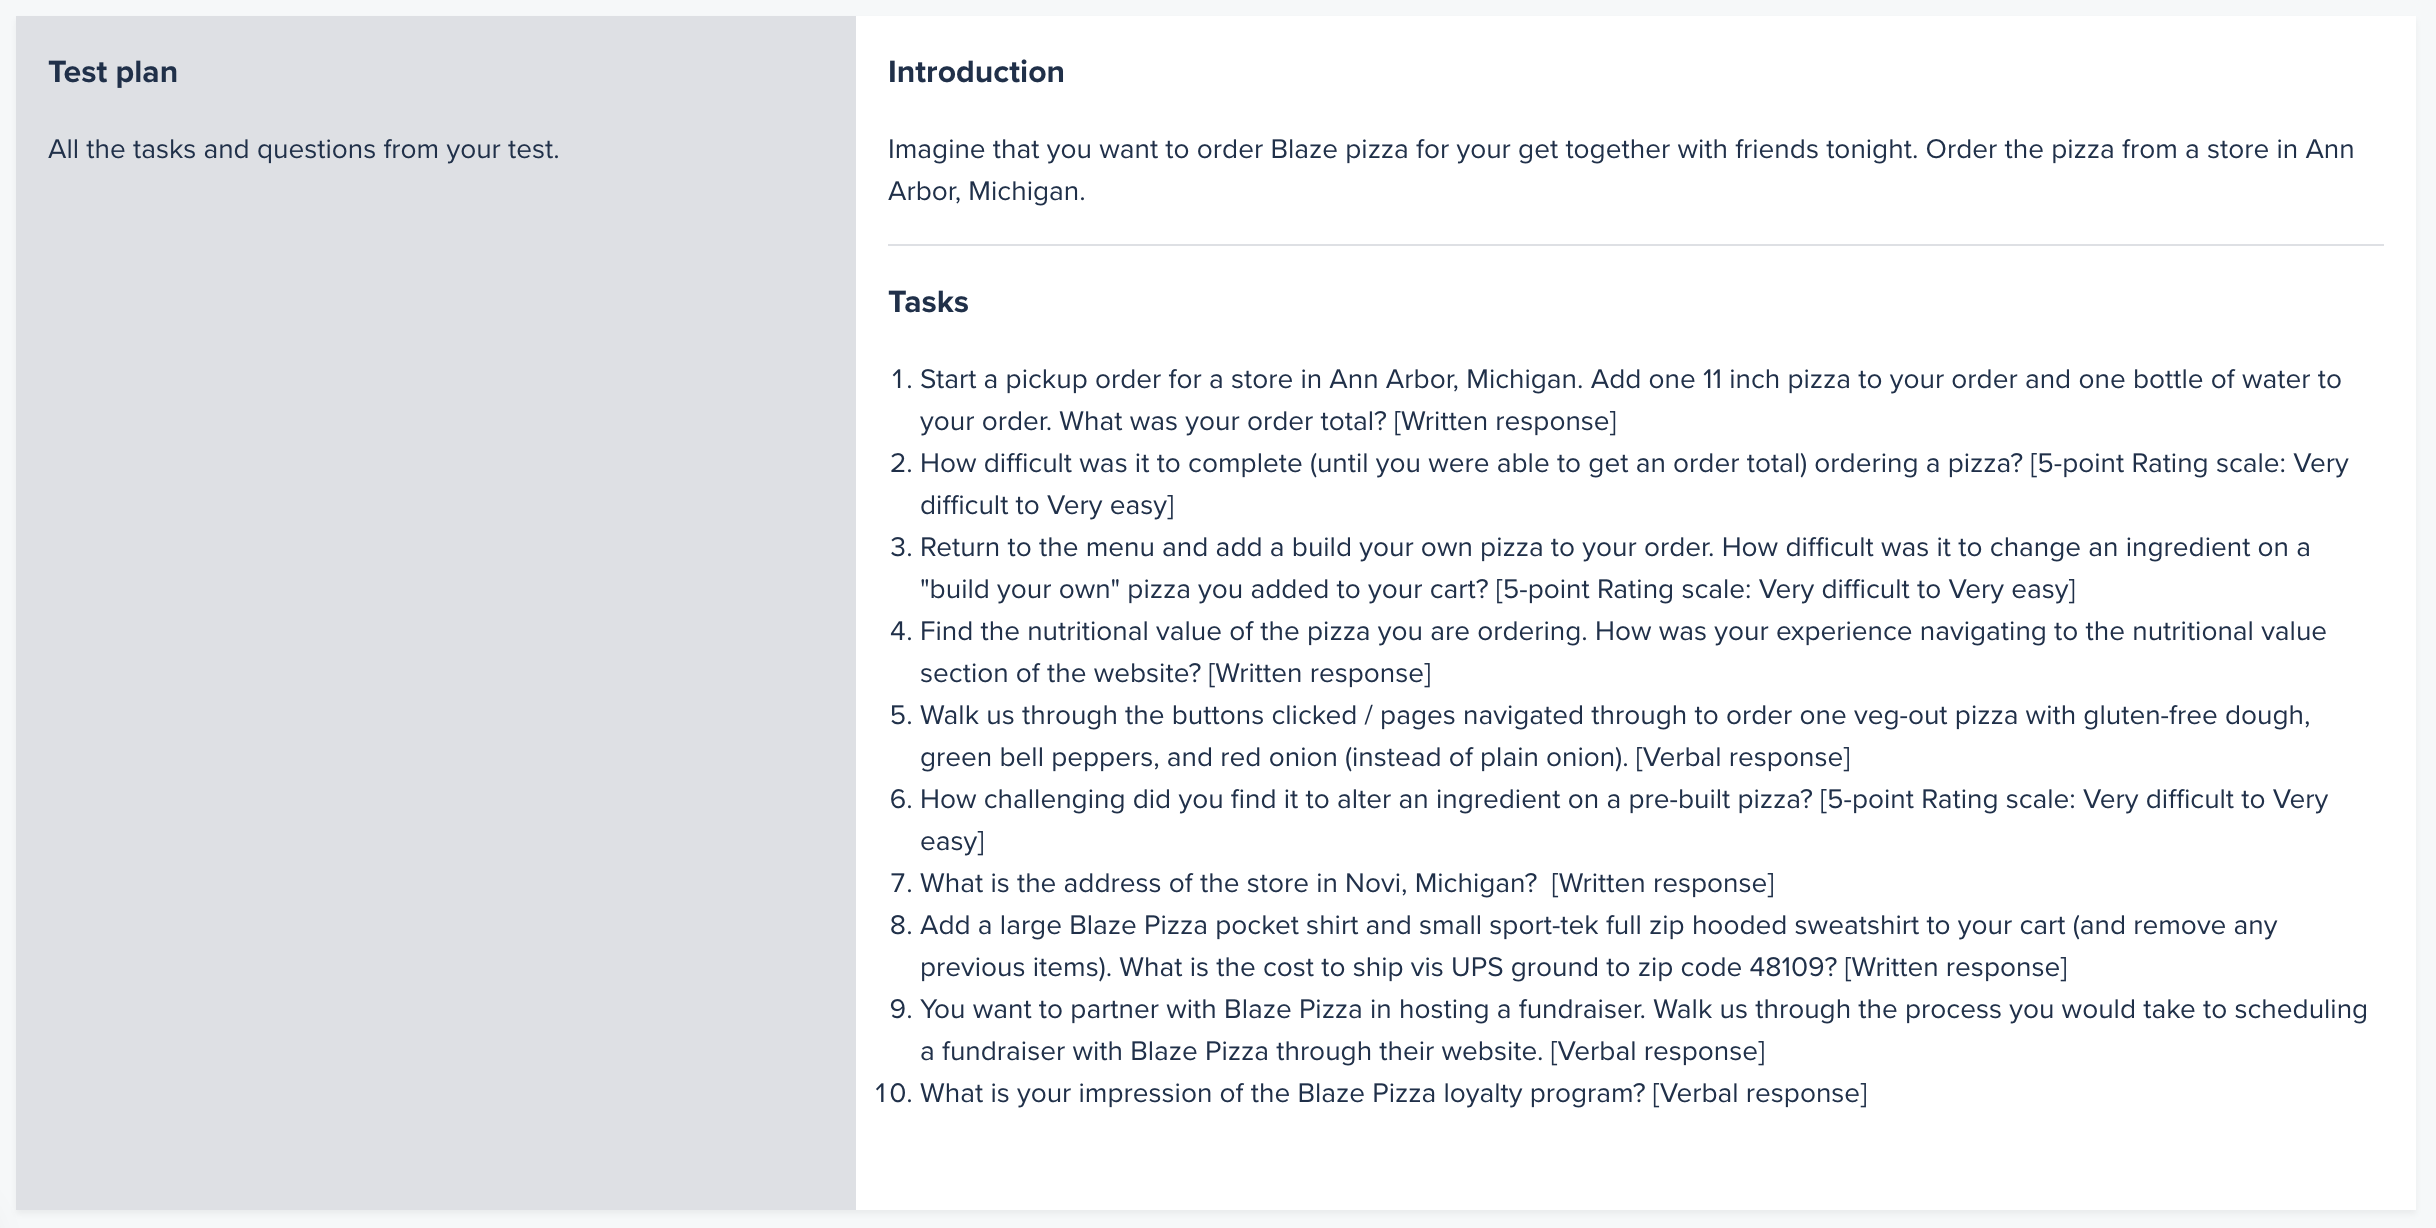 Test plan
All the tasks and questions from your test.
Introduction
Imagine that you want to order Blaze pizza for your get together with friends tonight. Order the pizza from a store in Ann
Arbor, Michigan.
Tasks
1. Start a pickup order for a store in Ann Arbor, Michigan. Add one 11 inch pizza to your order and one bottle of water to
your order. What was your order total? [Written response]
2. How difficult was it to complete (until you were able to get an order total) ordering a pizza? [5-point Rating scale: Very
difficult to Very easy]
3. Return to the menu and add a build your own pizza to your order. How difficult was it to change an ingredient on a
"build your own" pizza you added to your cart? [5-point Rating scale: Very difficult to Very easy]
4. Find the nutritional value of the pizza you are ordering. How was your experience navigating to the nutritional value
section of the website? [Written response]
5. Walk us through the buttons clicked / pages navigated through to order one veg-out pizza with gluten-free dough,
green bell peppers, and red onion (instead of plain onion). [Verbal response]
6. How challenging did you find it to alter an ingredient on a pre-built pizza? [5-point Rating scale: Very difficult to Very
easy]
7. What is the address of the store in Novi, Michigan?  [Written response]
8. Add a large Blaze Pizza pocket shirt and small sport-tek full zip hooded sweatshirt to your cart (and remove any
previous items). What is the cost to ship vis UPS ground to zip code 48109? [Written response]
9. You want to partner with Blaze Pizza in hosting a fundraiser. Walk us through the process you would take to scheduling
a fundraiser with Blaze Pizza through their website. [Verbal response]
10. What is your impression of the Blaze Pizza loyalty program? [Verbal response]